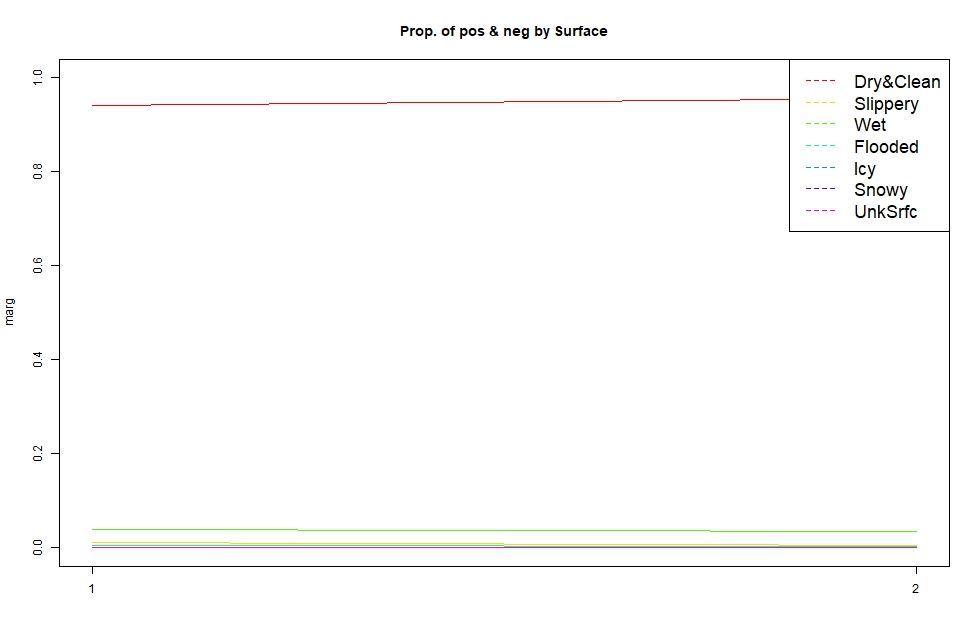 Prop. of pos & neg by Surface
marg
1.0
0.8
0.6
0.4
0.2
0.0
1
2
Dry&Clean
Slippery
Wet
Flooded
Icy
Snowy
UnkSrfc